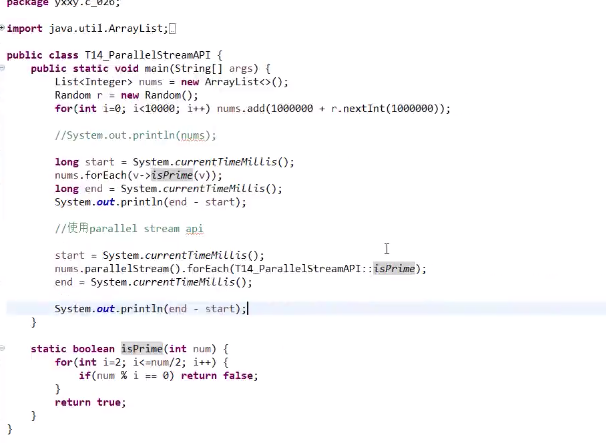 package yxxy.c_026;
import java.util.ArrayList;
public class T14_ParallelStreamAPI {
public static void main(String[] args) {
List<Integer> nums = new ArrayList<>();
Random r = new Random();
for(int i=0; i<10000; i++) nums.add(1000000 + r.nextInt(1000000));
//System.out.println(nums);
long start = System.currentTimeMillis();
nums.forEach(v->isPrime(v));
long end = System.currentTimeMillis();
System.out.println(end - start);
//使用parallel stream api
start = System.currentTimeMillis();
nums.parallelStream().forEach(T14_ParallelStreamAPI::isPrime);
end = System.currentTimeMillis();
System.out.println(end - start);
}
static boolean isPrime(int num) {
for(int i=2; i<=num/2; i++) {
if(num % i == 0) return false;
}
return true;
}
}